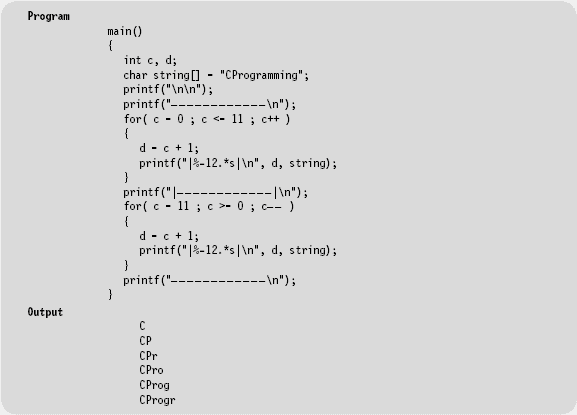 Program
main()
{
int c, d;
char string[] = "CProgramming";
printf("\n\n");
printf("————————————\n");
for( c = 0 ; c <= 11 ; c++ )
{
d = c + 1;
printf("|%-12.*s|\n", d, string);
}
printf("|————————————|\n");
for( c = 11 ; c >= 0 ; c—— )
{
d = c + 1;
printf("|%-12.*s|\n", d, string);
}
printf("————————————\n");
}
Output
C
CP
CPr
CPro
CProg
CProgr